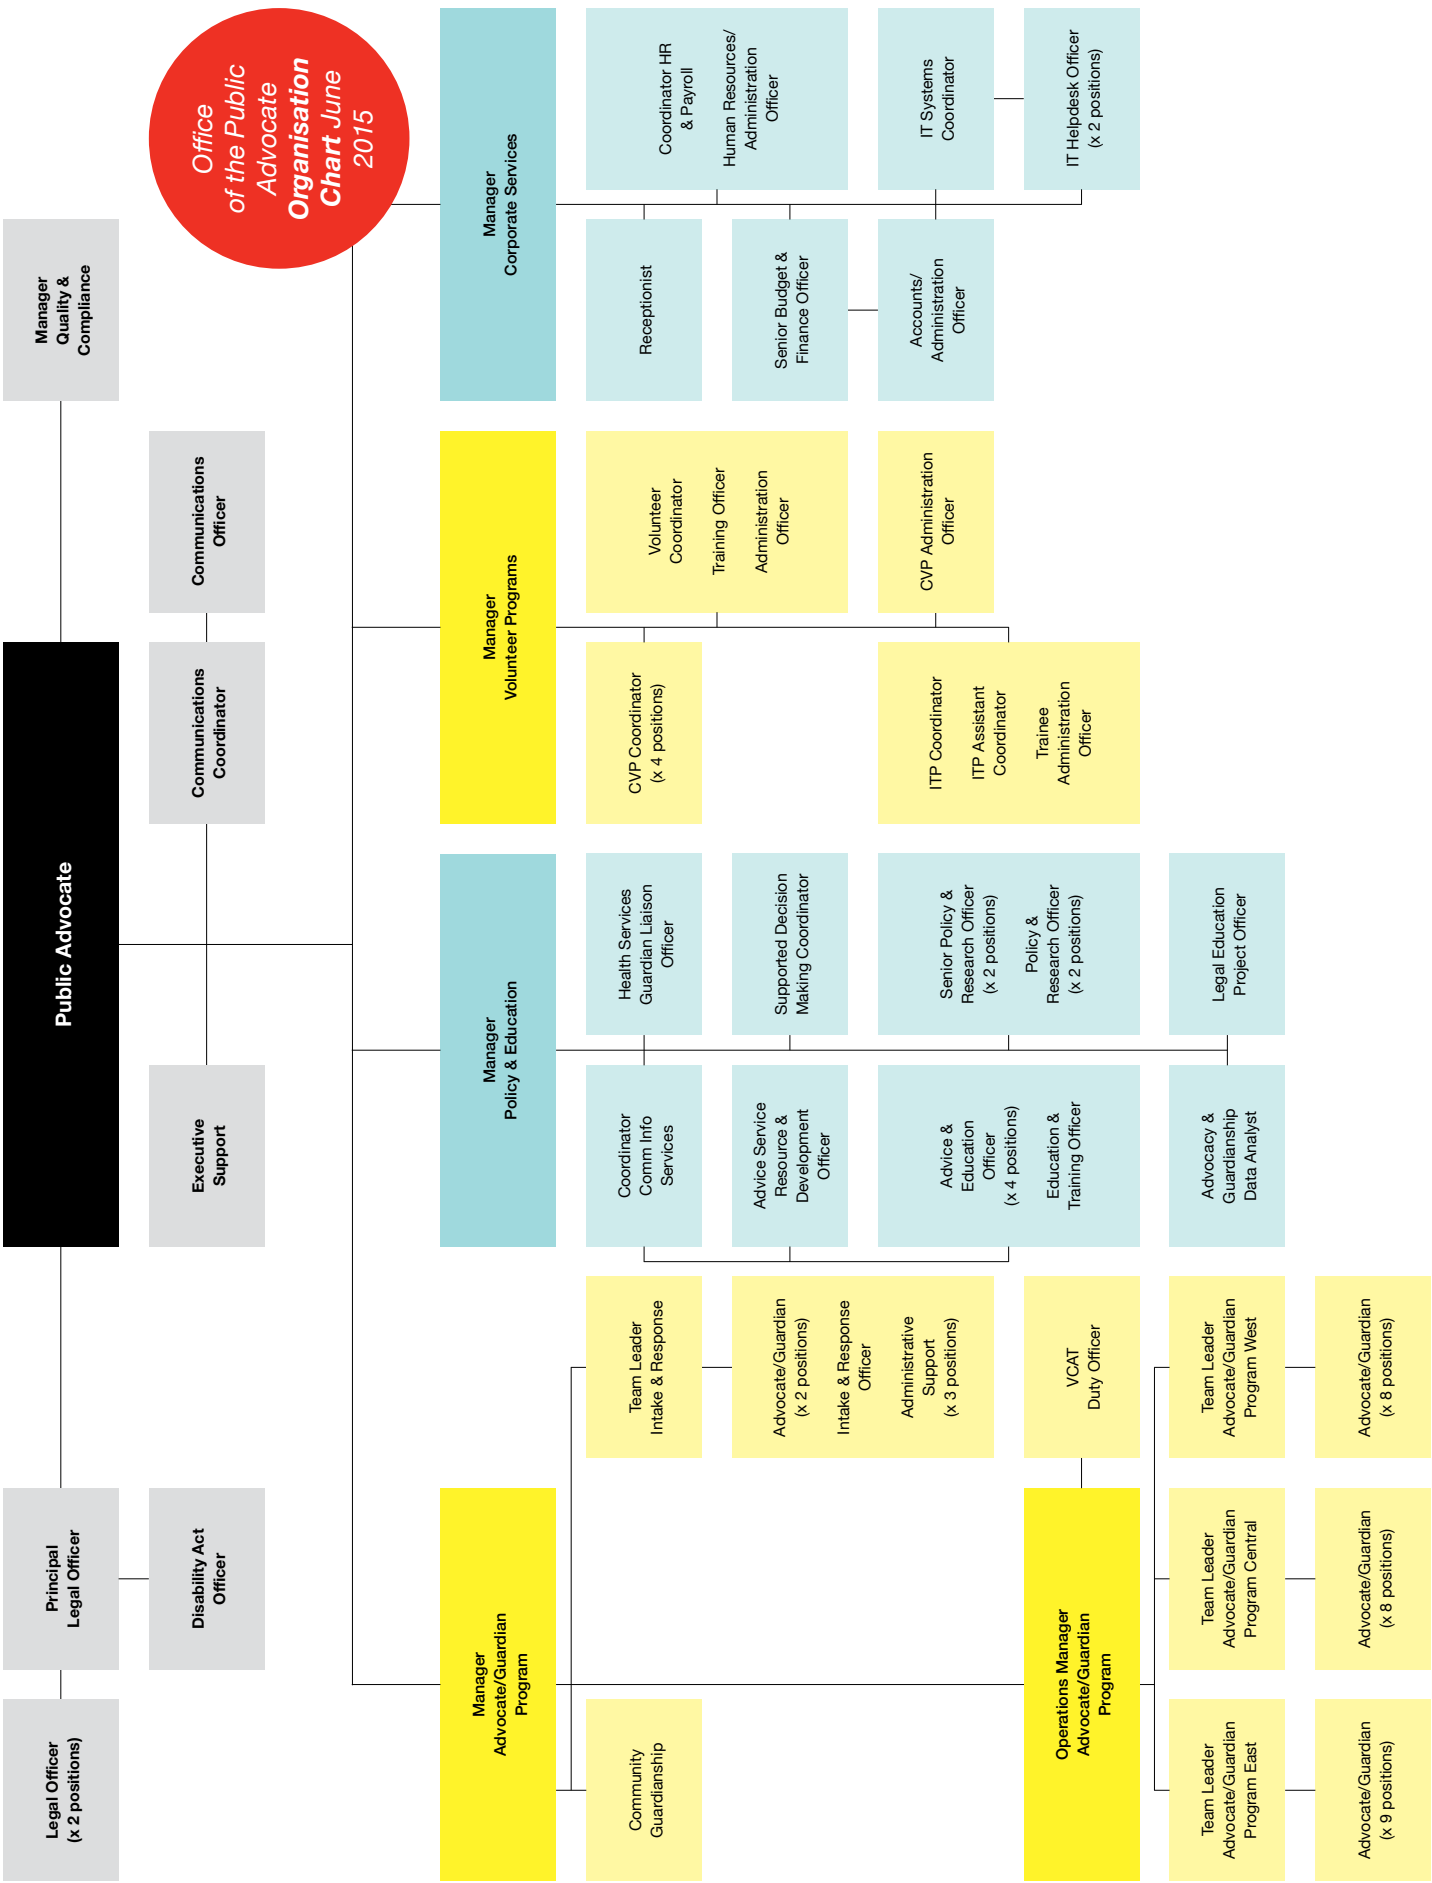 Office
of the Public
Advocate
Organisation
Chart June
2015
Public Advocate
Legal Officer
(x 2 positions)
Principal
Legal Officer
Manager
Quality &
Compliance
Disability Act
Officer
Executive
Support
Communications
Coordinator
Communications
Officer
Manager
Advocate/Guardian
Program
Manager
Policy & Education
Manager
Volunteer Programs
Manager
Corporate Services
Community
Guardianship
Team Leader
Intake & Response
Advocate/Guardian
(x 2 positions)
Intake & Response
Officer
Administrative
Support
(x 3 positions)
Operations Manager
Advocate/Guardian
Program
VCAT
Duty Officer
Team Leader
Advocate/Guardian
Program East
Team Leader
Advocate/Guardian
Program Central
Team Leader
Advocate/Guardian
Program West
Advocate/Guardian
(x 9 positions)
Advocate/Guardian
(x 8 positions)
Advocate/Guardian
(x 8 positions)
Coordinator
Comm Info
Services
Health Services
Guardian Liaison
Officer
Advice Service
Resource &
Development
Officer
Supported Decision
Making Coordinator
Advice &
Education
Officer
(x 4 positions)
Education &
Training Officer
Senior Policy &
Research Officer
(x 2 positions)
Policy &
Research Officer
(x 2 positions)
Advocacy &
Guardianship
Data Analyst
Legal Education
Project Officer
CVP Coordinator
(x 4 positions)
Volunteer
Coordinator
Training Officer
Administration
Officer
ITP Coordinator
ITP Assistant
Coordinator
Trainee
Administration
Officer
CVP Administration
Officer
Receptionist
Coordinator HR
& Payroll
Human Resources/
Administration
Officer
Senior Budget &
Finance Officer
Accounts/
Administration
Officer
IT Systems
Coordinator
IT Helpdesk Officer
(x 2 positions)